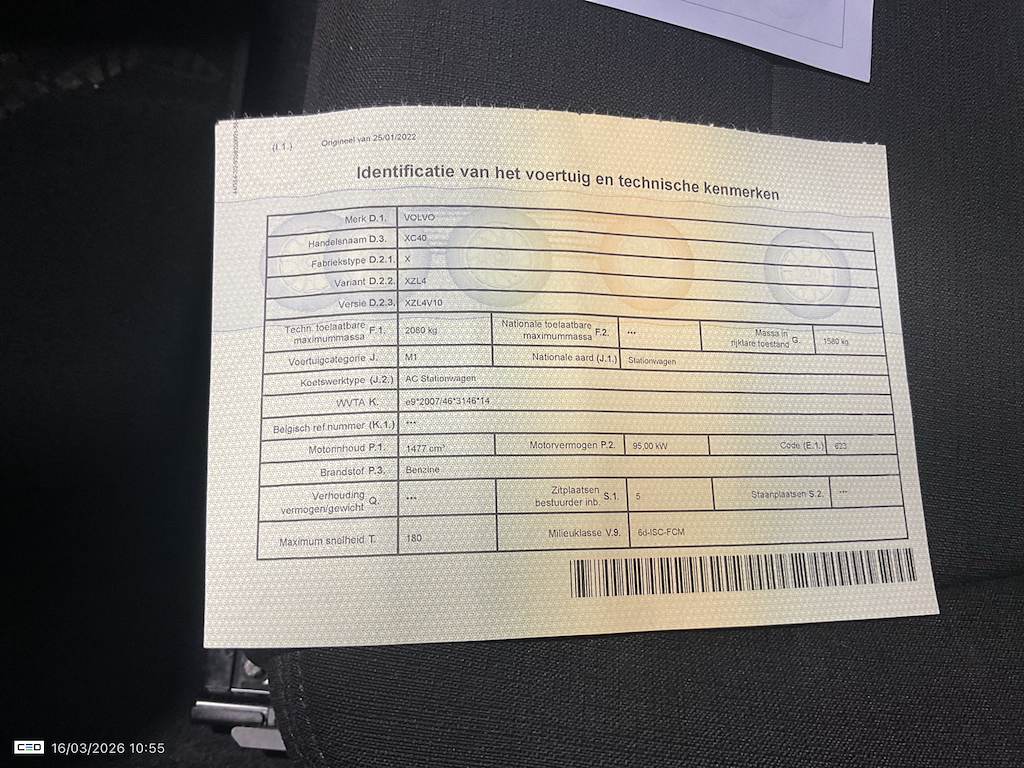 (I.1.) Origineel van 25/01/2022
Identificatie van het voertuig en technische kenmerken
Merk D.1. VOLVO
Handelsnaam D.3. XC40
Fabriekstype D.2.1. X
Variant D.2.2. XZL4
Versie D.2.3. XZL4V10
Techn. toelaatbare maximummassa F.1. 2080 kg Nationale toelaatbare maximummassa F.2. --- Massa in rijklare toestand G. 1580 kg
Voertuigcategorie J. M1 Nationale aard (J.1.) Stationwagen
Koetswerktype (J.2.) AC Stationwagen
WVTA K. e9*2007/46*3146*14
Belgisch ref.nummer (K.1.) ---
Motorinhoud P.1. 1477 cm³ Motorvermogen P.2. 95,00 kW Code (E.1.) 623
Brandstof P.3. Benzine
Verhouding vermogen/gewicht Q. --- Zitplaatsen bestuurder inb. S.1. 5 Staanplaatsen S.2. ---
Maximum snelheid T. 180 Milieuklasse V.9. 6d-ISC-FCM
CEO 16/03/2026 10:55